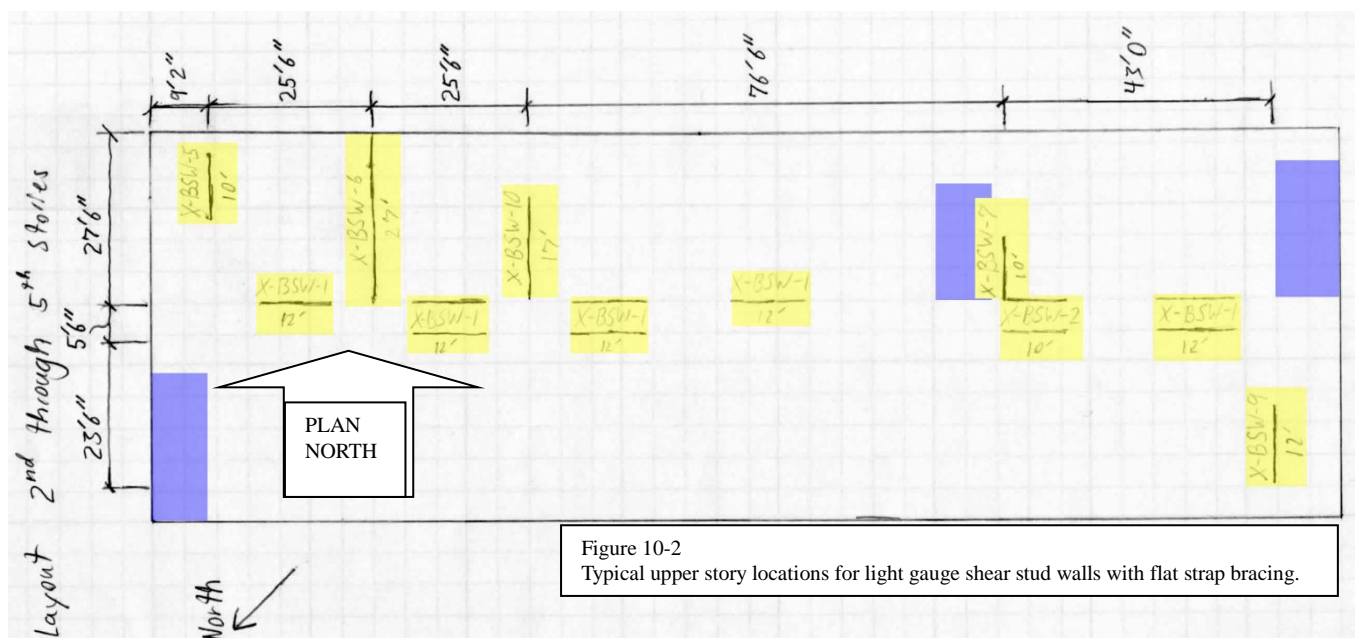 9'2"
25'6"
25'6"
76'6"
43'0"
Layout 2nd through 5th Stories
27'6"
5'6"
23'6"
X-BSW-5
10'
X-BSW-6
27'
X-BSW-10
17'
X-BSW-7
10'
X-BSW-1
12'
X-BSW-1
12'
X-BSW-1
12'
X-BSW-1
12'
X-BSW-2
10'
X-BSW-1
12'
X-BSW-9
12'
PLAN
NORTH
North
Figure 10-2
Typical upper story locations for light gauge shear stud walls with flat strap bracing.